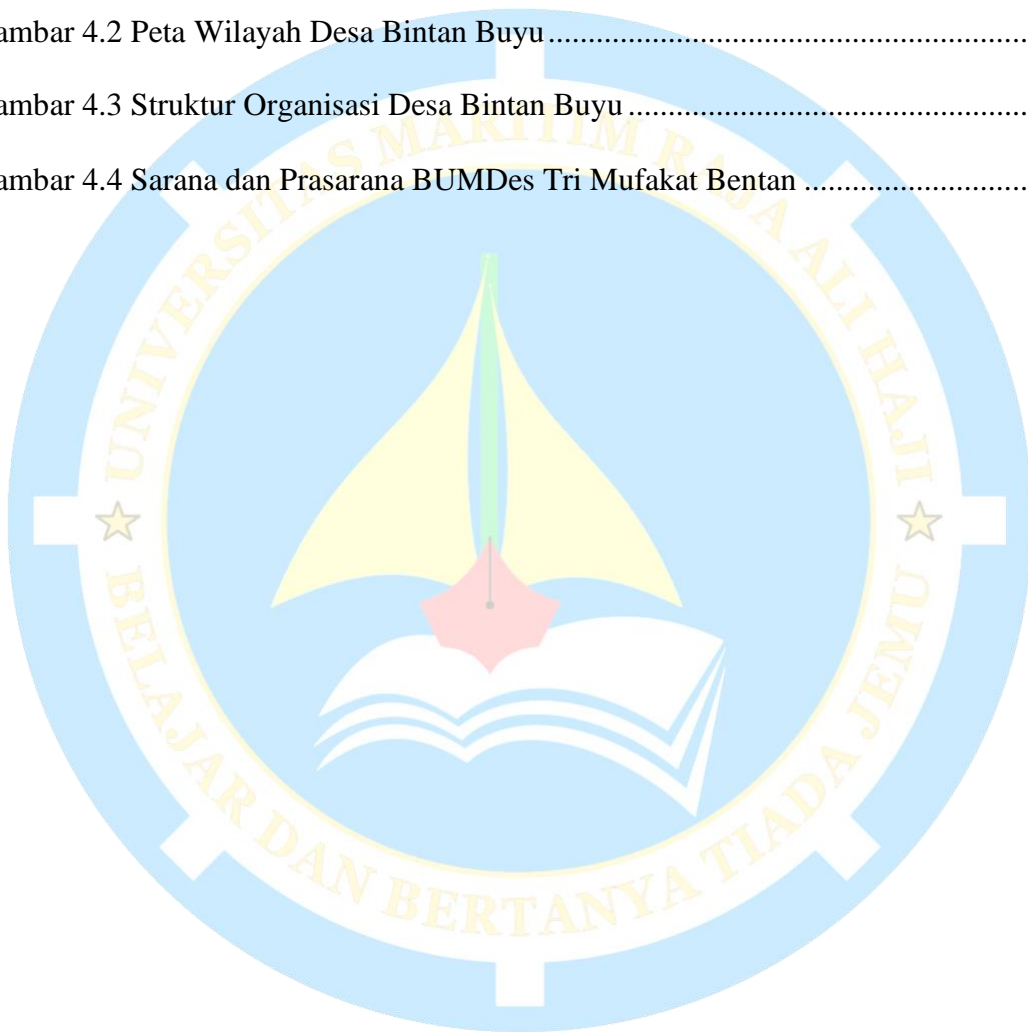 ambar 4.2 Peta Wilayah Desa Bintan Buyu ............................................................
ambar 4.3 Struktur Organisasi Desa Bintan Buyu ..................................................
ambar 4.4 Sarana dan Prasarana BUMDes Tri Mufakat Bentan ............................
UNIVERSITAS MARITIM RAJA ALI HAJI
BELAJAR DAN BERTANYA TIADA JEMU